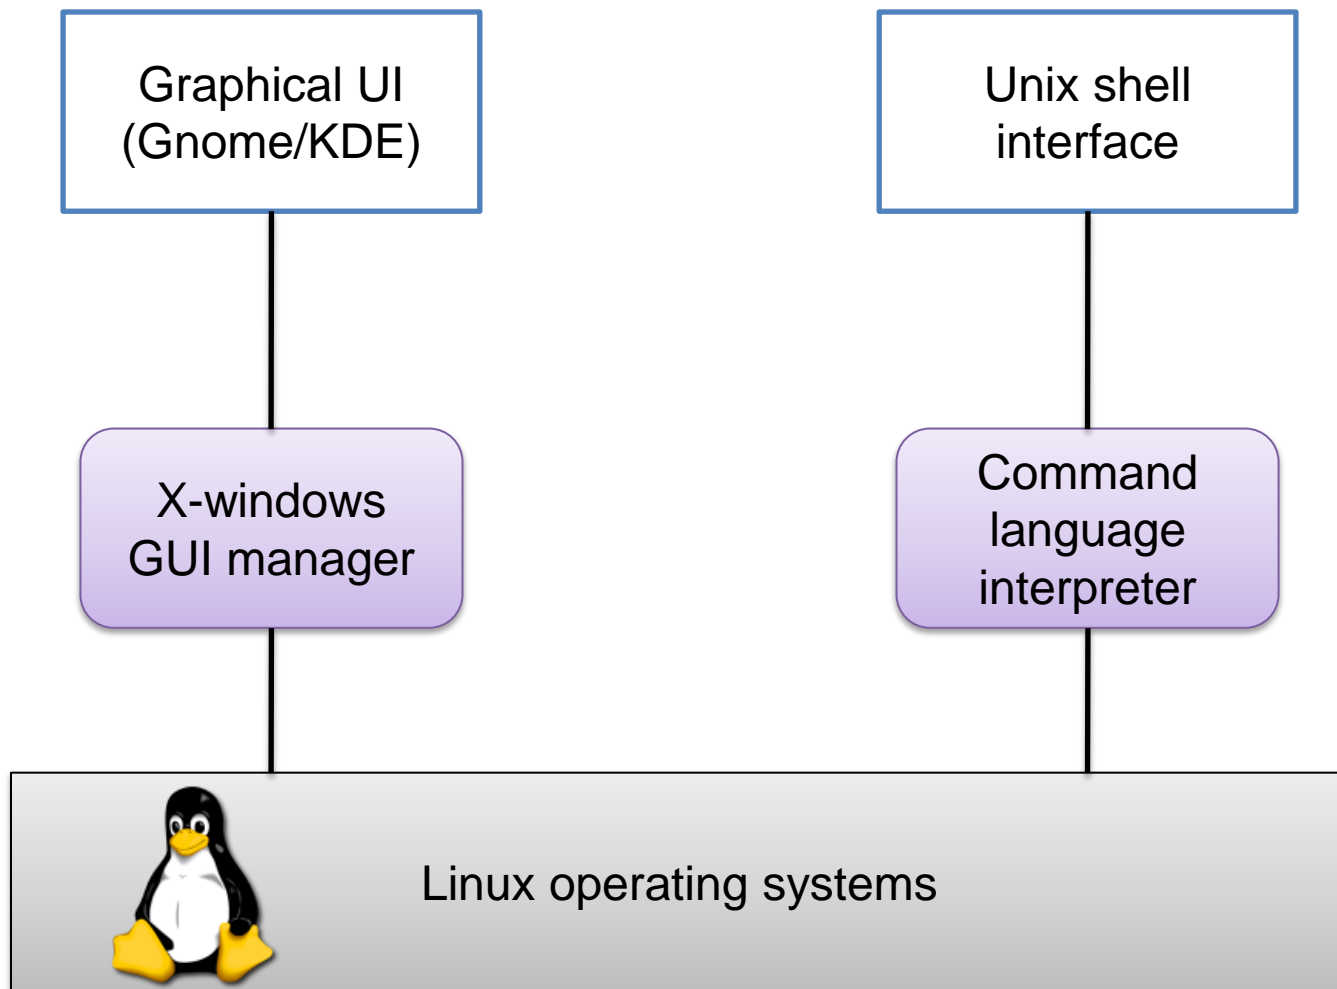 Graphical UI
(Gnome/KDE)
Unix shell
interface
X-windows
GUI manager
Command
language
interpreter
Linux operating systems